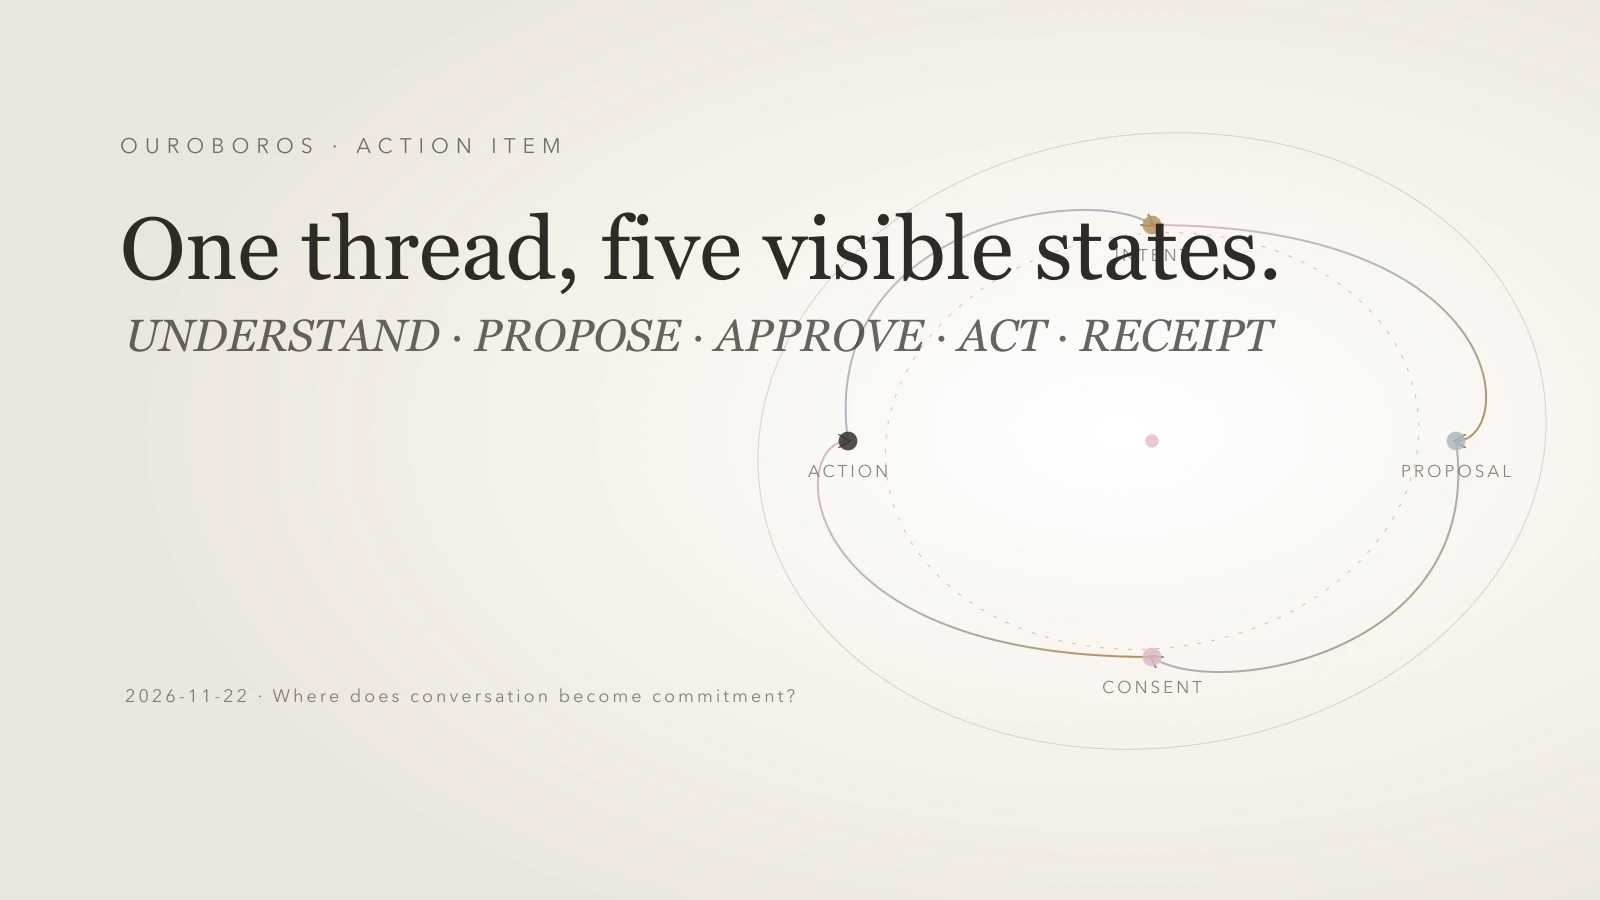 OUROBOROS · ACTION ITEM
One thread, five visible states.
INTENT
UNDERSTAND · PROPOSE · APPROVE · ACT · RECEIPT
ACTION
PROPOSAL
CONSENT
2026-11-22 · Where does conversation become commitment?